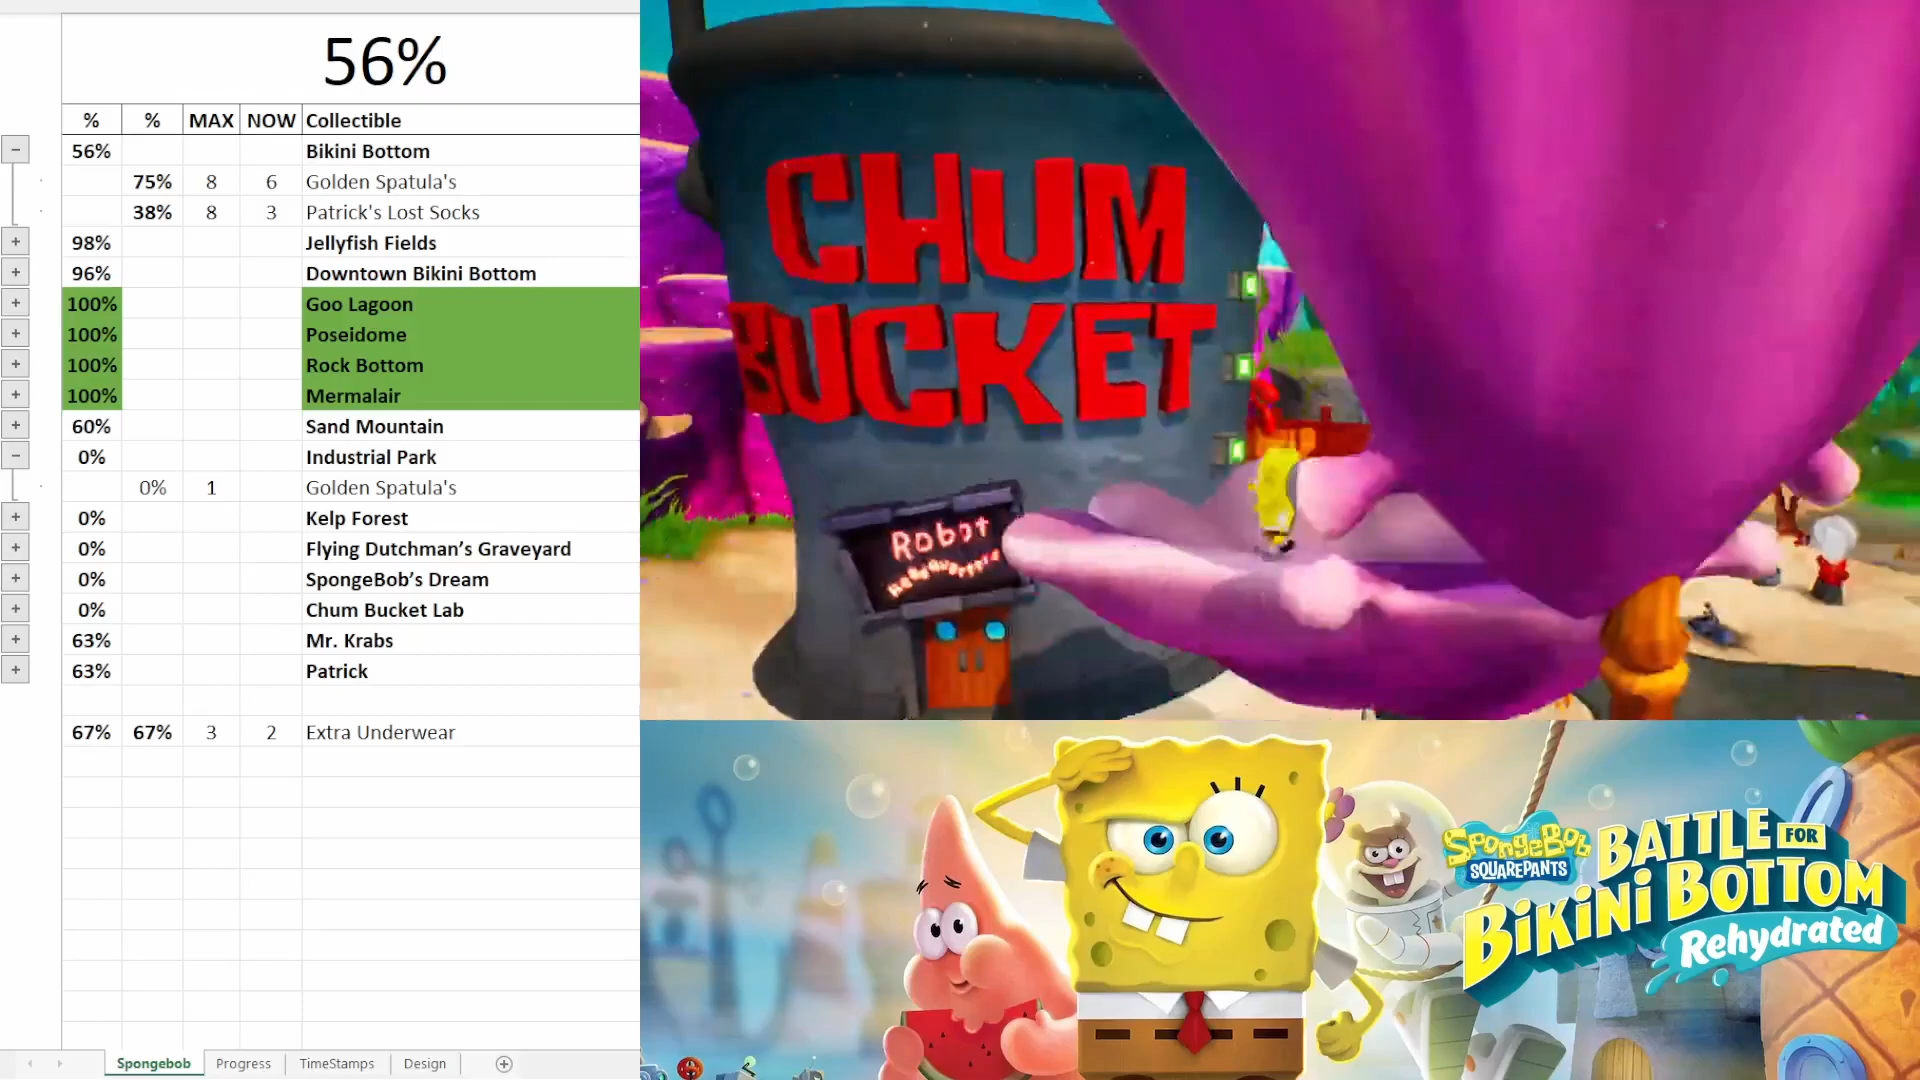 56%
% % MAX NOW Collectible
56% Bikini Bottom
75% 8 6 Golden Spatula's
38% 8 3 Patrick's Lost Socks
98% Jellyfish Fields
96% Downtown Bikini Bottom
100% Goo Lagoon
100% Poseidome
100% Rock Bottom
100% Mermalair
60% Sand Mountain
0% Industrial Park
0% 1 Golden Spatula's
0% Kelp Forest
0% Flying Dutchman’s Graveyard
0% SpongeBob’s Dream
0% Chum Bucket Lab
63% Mr. Krabs
63% Patrick
67% 67% 3 2 Extra Underwear
Spongebob Progress TimeStamps Design
CHUM
BUCKET
Robot
SpongeBob
SQUAREPANTS
BATTLE FOR
BiKiNi BOTTOM
Rehydrated